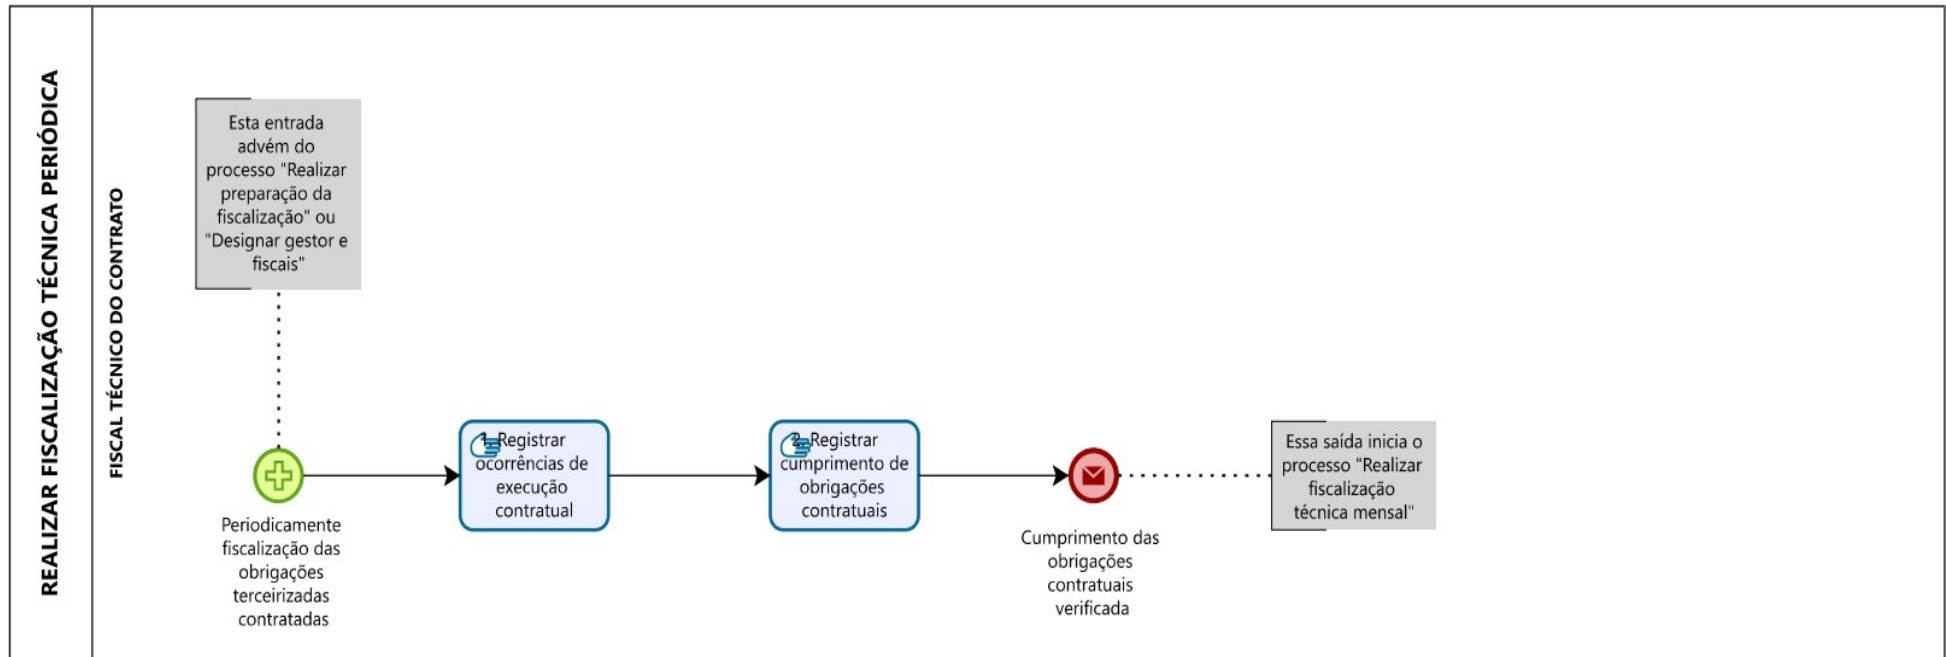 REALIZAR FISCALIZAÇÃO TÉCNICA PERIÓDICA
FISCAL TÉCNICO DO CONTRATO
Esta entrada
advém do
processo "Realizar
preparação da
fiscalização" ou
"Designar gestor e
fiscais"
Periodicamente
fiscalização das
obrigações
terceirizadas
contratadas
1. Registrar
ocorrências de
execução
contratual
2. Registrar
cumprimento de
obrigações
contratuais
Cumprimento das
obrigações
contratuais
verificada
Essa saída inicia o
processo "Realizar
fiscalização
técnica mensal"